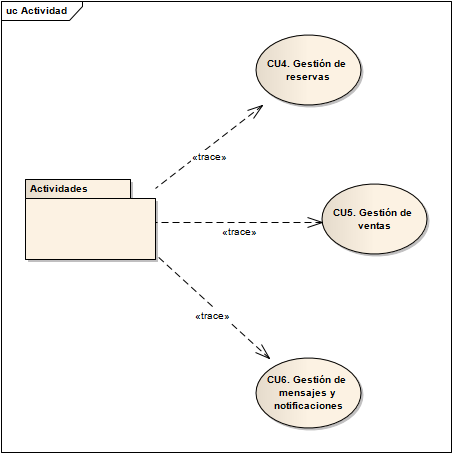 uc Actividad
CU4. Gestión de
reservas
«trace»
Actividades
CU5. Gestión de
ventas
«trace»
«trace»
CU6. Gestión de
mensajes y
notificaciones